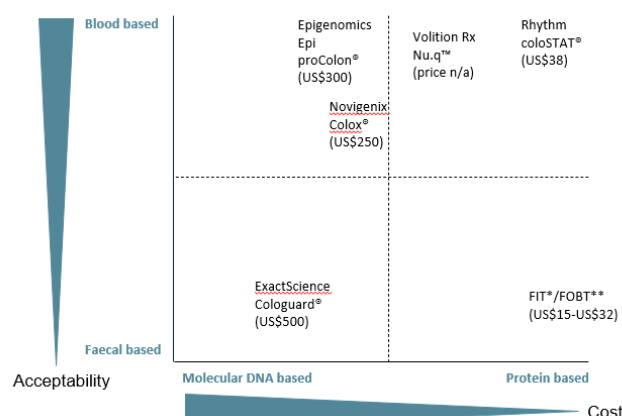 Blood based
Epigenomics
Epi
proColon®
(US$300)
Volition Rx
Nu.q™
(price n/a)
Rhythm
coloSTAT®
(US$38)
Novigenix
Colox®
(US$250)
ExactScience
Cologuard®
(US$500)
FIT*/FOBT**
(US$15-US$32)
Faecal based
Acceptability
Molecular DNA based
Protein based
Cost